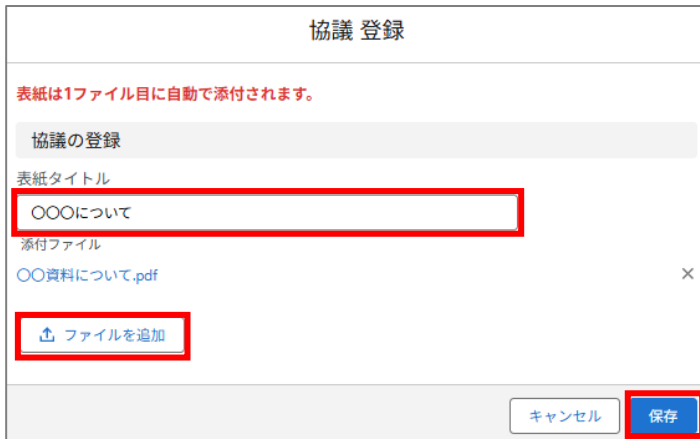 協議 登録
表紙は1ファイル目に自動で添付されます。
協議の登録
表紙タイトル
〇〇〇について
添付ファイル
〇〇資料について.pdf
ファイルを追加
キャンセル
保存